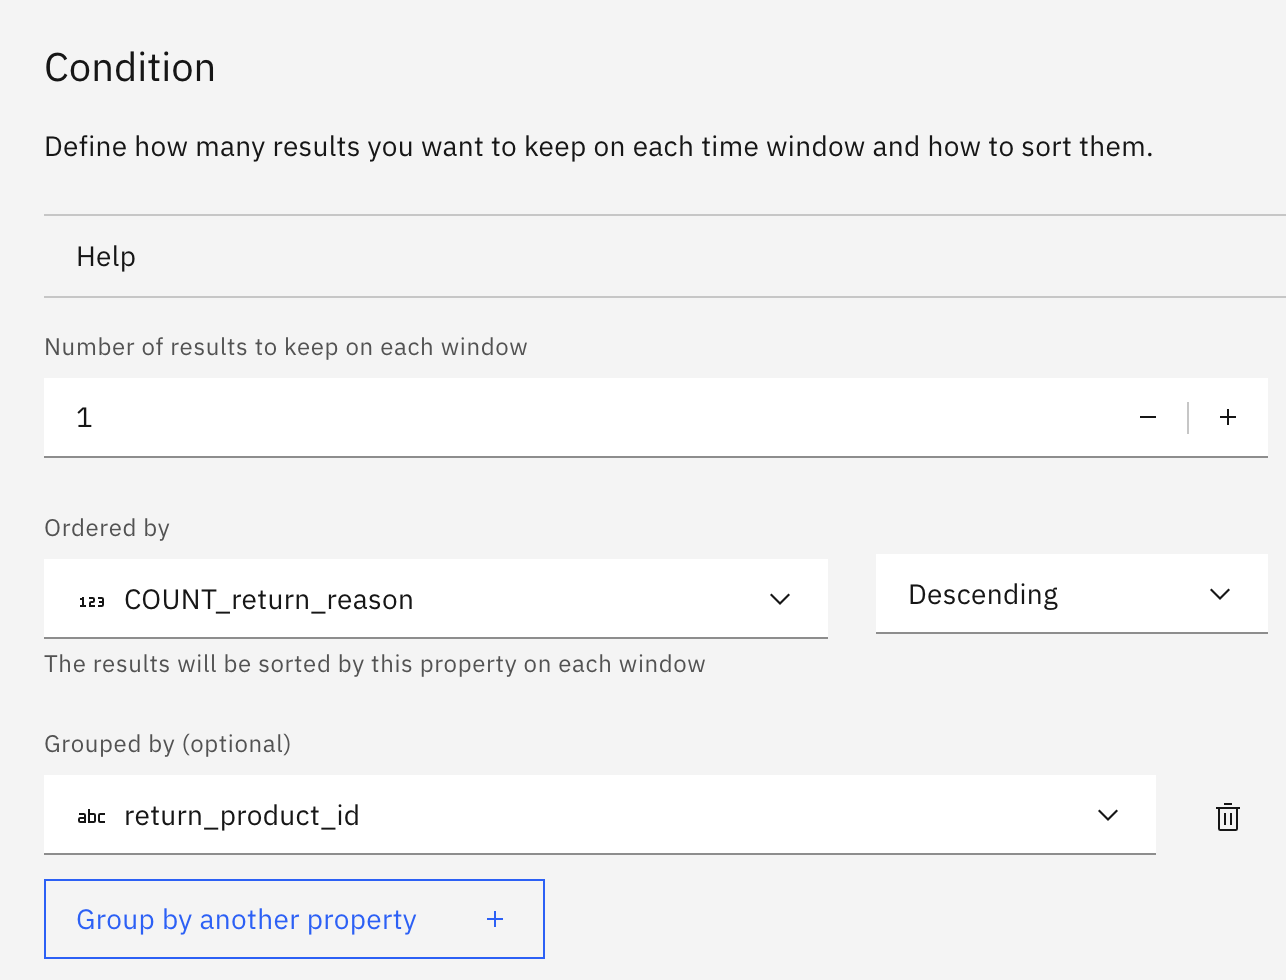 Condition
Define how many results you want to keep on each time window and how to sort them.
Help
Number of results to keep on each window
1
Ordered by
123 COUNT_return_reason
Descending
The results will be sorted by this property on each window
Grouped by (optional)
abc return_product_id
Group by another property +